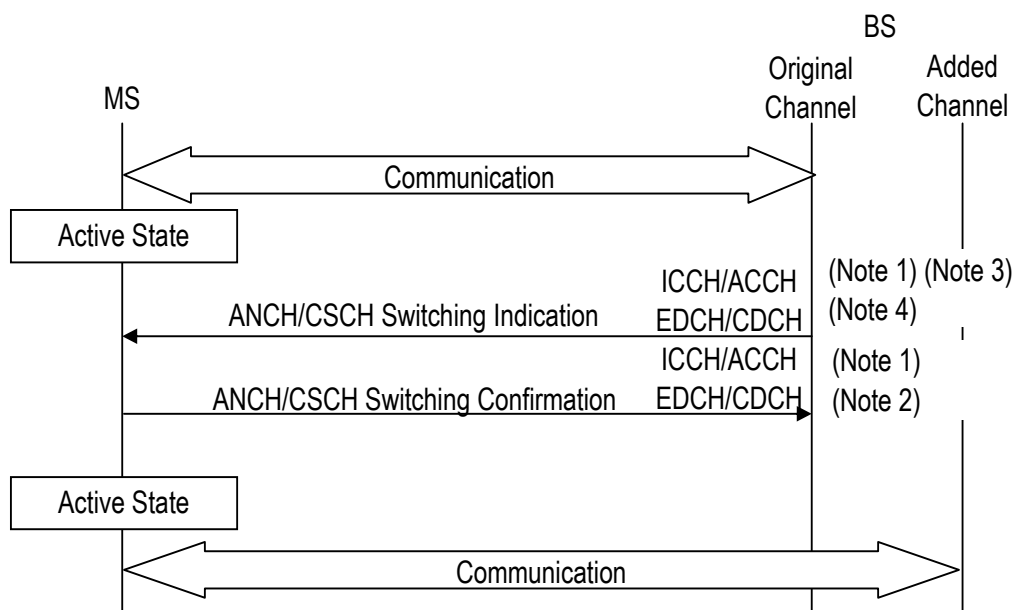 BS
MS
Original
Channel
Added
Channel
Communication
Active State
ICCH/ACCH
(Note 1) (Note 3)
ANCH/CSCH Switching Indication
EDCH/CDCH
(Note 4)
ICCH/ACCH
(Note 1)
ANCH/CSCH Switching Confirmation
EDCH/CDCH
(Note 2)
Active State
Communication